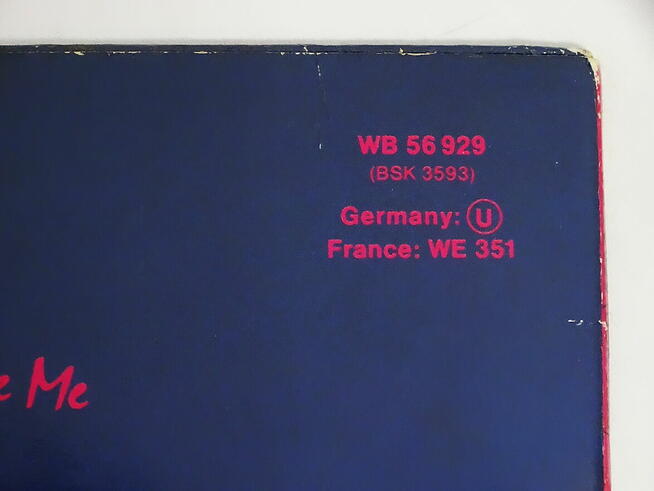 WB 56 929
(BSK 3593)
Germany: Ⓤ
France: WE 351
Me